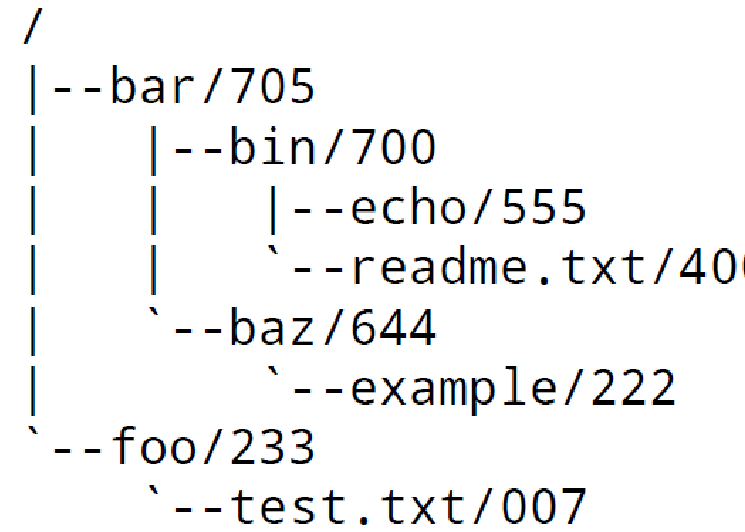 /
|--bar/705
|   |--bin/700
|   |   |--echo/555
|   |   `--readme.txt/40
|   `--baz/644
|       `--example/222
`--foo/233
    `--test.txt/007